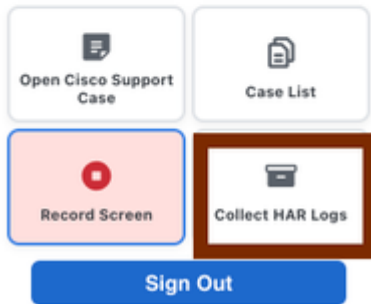 Open Cisco Support
Case
Case List
Record Screen
Collect HAR Logs
Sign Out